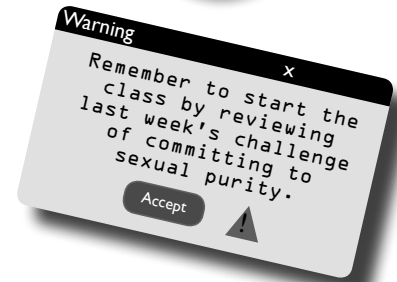 Warning
x
Remember to start the
class by reviewing
last week's challenge
of committing to
sexual purity.
Accept
!